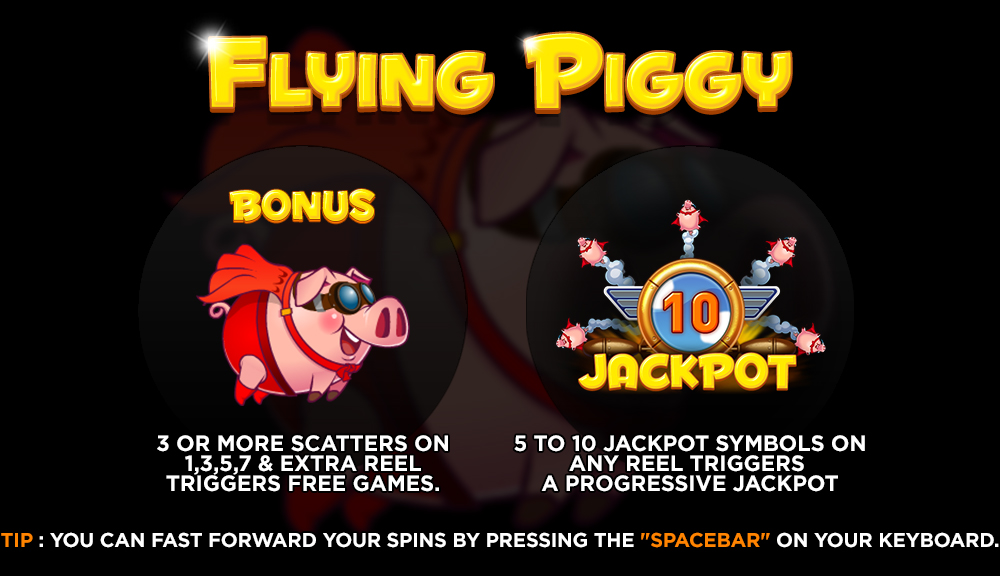 FLYING PIGGY
BONUS
10
JACKPOT
3 OR MORE SCATTERS ON
1,3,5,7 & EXTRA REEL
TRIGGERS FREE GAMES.
5 TO 10 JACKPOT SYMBOLS ON
ANY REEL TRIGGERS
A PROGRESSIVE JACKPOT
TIP : YOU CAN FAST FORWARD YOUR SPINS BY PRESSING THE "SPACEBAR" ON YOUR KEYBOARD.